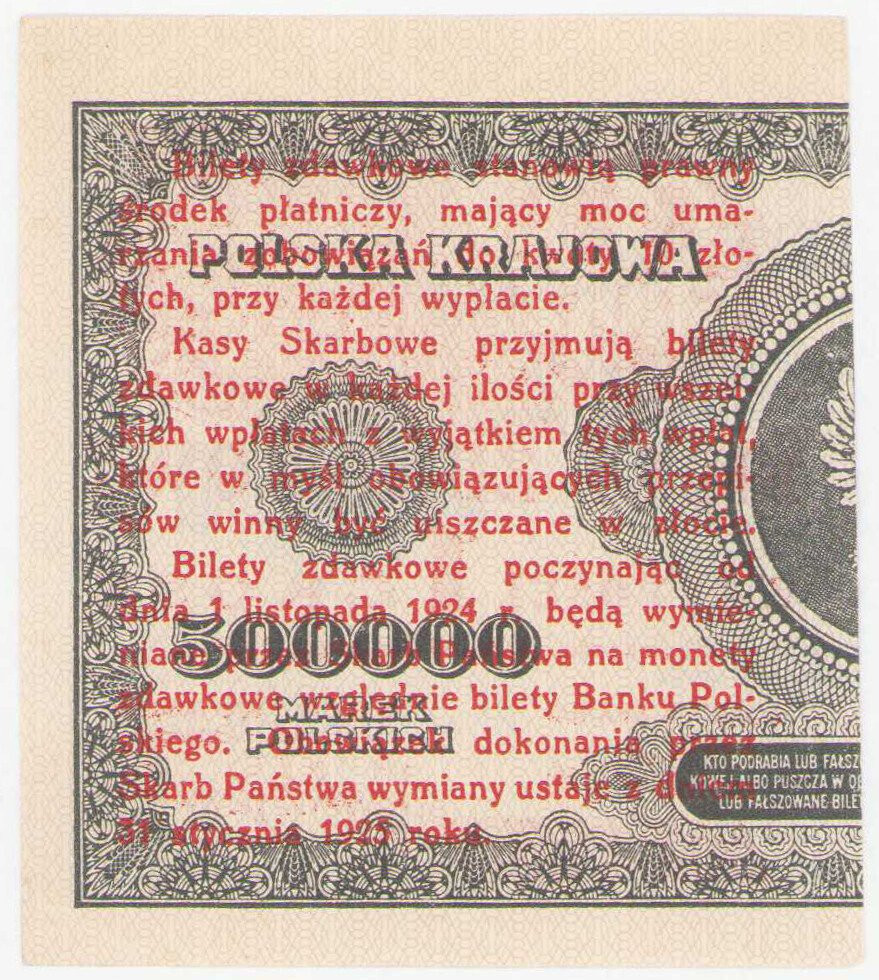 Bilety zdawkowe stanowią prawny
środek płatniczy, mający moc uma-
rzania zobowiązań do kwoty 10 zło-
tych, przy każdej wypłacie.
Kasy Skarbowe przyjmują bilety
zdawkowe w każdej ilości przy wszel-
kich wpłatach z wyjątkiem tych wpłat,
które w myśl obowiązujących przepi-
sów winny być uiszczane w złocie.
Bilety zdawkowe poczynając od
dnia 1 listopada 1924 r. będą wymie-
niane przez Skarb Państwa na monety
zdawkowe względnie bilety Banku Pol-
skiego. Obowiązek dokonania przez
Skarb Państwa wymiany ustaje z dniem
31 stycznia 1925 roku.
POLSKA KRAJOWA
500000
MAREK
POLSKICH
KTO PODRABIA LUB FAŁSZ
KOWE ALBO PUSZCZA W OB
LUB FAŁSZOWANE BILET